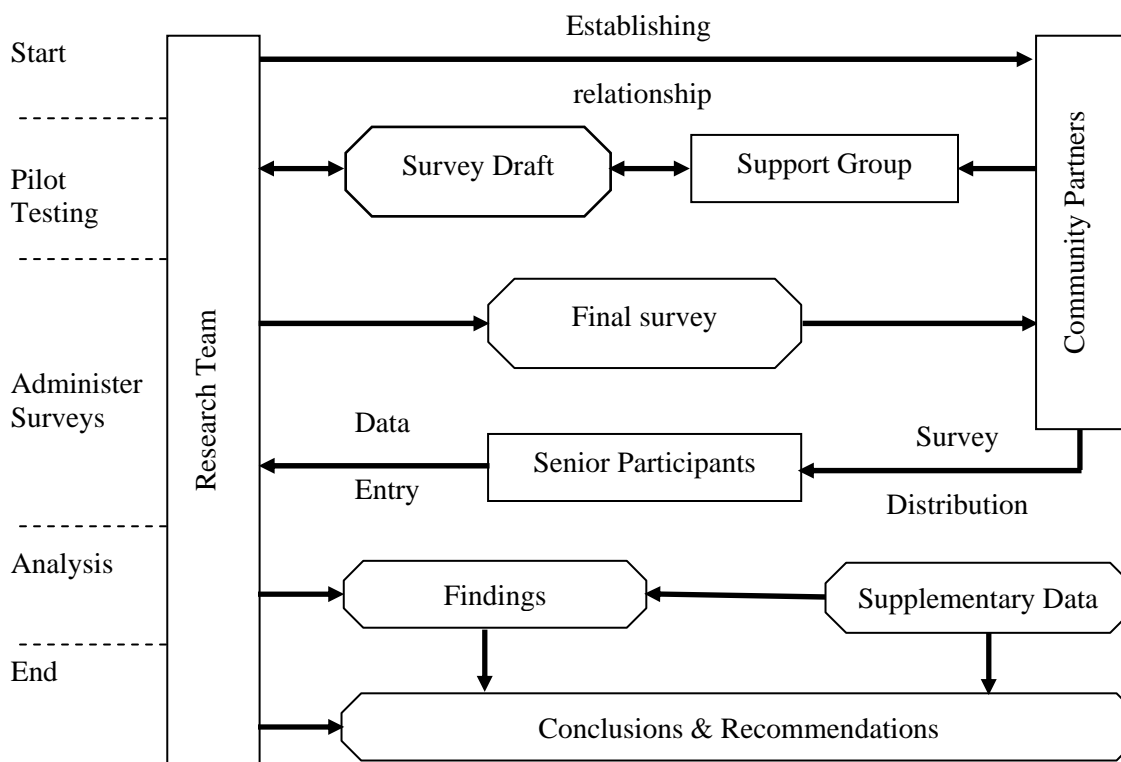 Start
Establishing
relationship
Pilot
Testing
Survey Draft
Support Group
Community Partners
Research Team
Final survey
Administer
Surveys
Data
Entry
Senior Participants
Survey
Distribution
Analysis
Findings
Supplementary Data
End
Conclusions & Recommendations